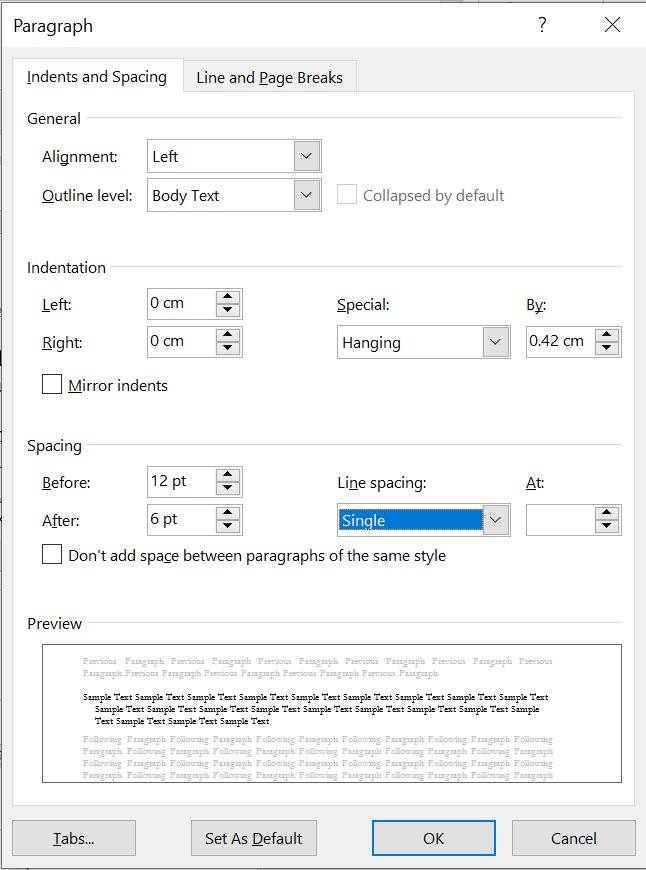 Paragraph ?
Indents and Spacing Line and Page Breaks
General
Alignment: Left
Outline level: Body Text Collapsed by default
Indentation
Left: 0 cm Special: By:
Right: 0 cm Hanging 0.42 cm
Mirror indents
Spacing
Before: 12 pt Line spacing: At:
After: 6 pt Single
Don't add space between paragraphs of the same style
Preview
Previous Paragraph Previous Paragraph Previous Paragraph Previous Paragraph Previous Paragraph Previous
Paragraph Previous Paragraph Previous Paragraph Previous Paragraph Previous Paragraph
Sample Text Sample Text Sample Text Sample Text Sample Text Sample Text Sample Text Sample Text Sample Text
Sample Text Sample Text Sample Text Sample Text Sample Text Sample Text Sample Text Sample Text Sample
Text Sample Text Sample Text Sample Text
Following Paragraph Following Paragraph Following Paragraph Following Paragraph Following Paragraph Following
Paragraph Following Paragraph Following Paragraph Following Paragraph Following Paragraph Following Paragraph
Following Paragraph Following Paragraph Following Paragraph Following Paragraph Following Paragraph Following
Paragraph Following Paragraph Following Paragraph Following Paragraph Following Paragraph Following Paragraph
Tabs... Set As Default OK Cancel